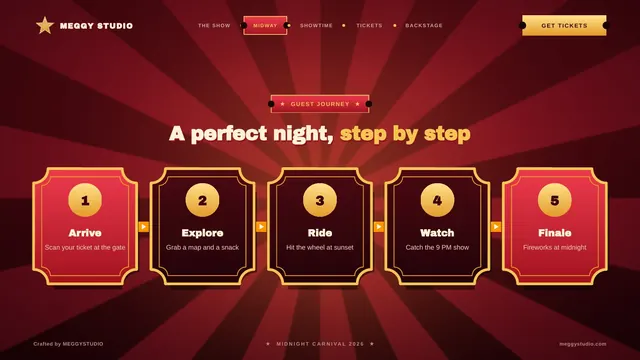 MEGGY STUDIO
THE SHOW
MIDWAY
SHOWTIME
TICKETS
BACKSTAGE
GET TICKETS
★ GUEST JOURNEY ★
A perfect night, step by step
1
Arrive
Scan your ticket at the gate
2
Explore
Grab a map and a snack
3
Ride
Hit the wheel at sunset
4
Watch
Catch the 9 PM show
5
Finale
Fireworks at midnight
Crafted by MEGGYSTUDIO
★ MIDNIGHT CARNIVAL 2026 ★
meggystudio.com